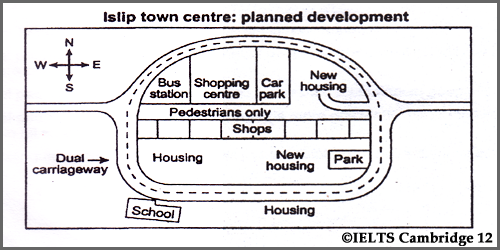 Islip town centre: planned development
N
W E
S
Bus
station
Shopping
centre
Car
park
New
housing
Pedestrians only
Shops
Dual
carriageway
Housing
New
housing
Park
School
Housing
©IELTS Cambridge 12